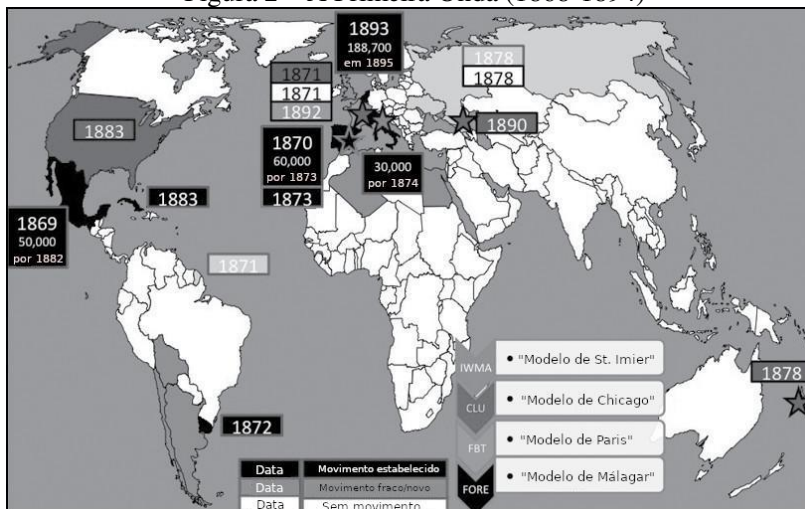 Figura 2 – A Primeira Onda (1868-1894)
1893
188,700
em 1895
1871
1871
1892
1878
1878
1883
1870
60,000
por 1873
1873
30,000
por 1874
1890
1883
1869
50,000
por 1882
1871
1872
1878
IWMA
• "Modelo de St. Imier"
CLU
• "Modelo de Chicago"
FBT
• "Modelo de Paris"
FORE
• "Modelo de Málagar"
Data Movimento estabelecido
Data Movimento fraco/novo
Data Sem movimento